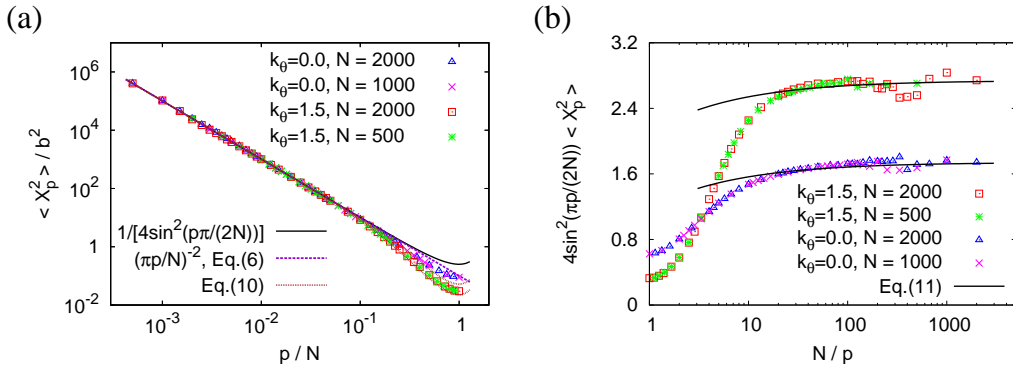 (a)
(b)
< X_p^2 > / b^2
10^6
10^4
10^2
1
10^-2
k_θ=0.0, N = 2000
k_θ=0.0, N = 1000
k_θ=1.5, N = 2000
k_θ=1.5, N = 500
1/[4sin^2(pπ/(2N))]
(πp/N)^-2, Eq.(6)
Eq.(10)
10^-3 10^-2 10^-1 1
p / N
4sin^2(πp/(2N)) < X_p^2 >
3.2
2.4
1.6
0.8
0
k_θ=1.5, N = 2000
k_θ=1.5, N = 500
k_θ=0.0, N = 2000
k_θ=0.0, N = 1000
Eq.(11)
1 10 100 1000
N / p